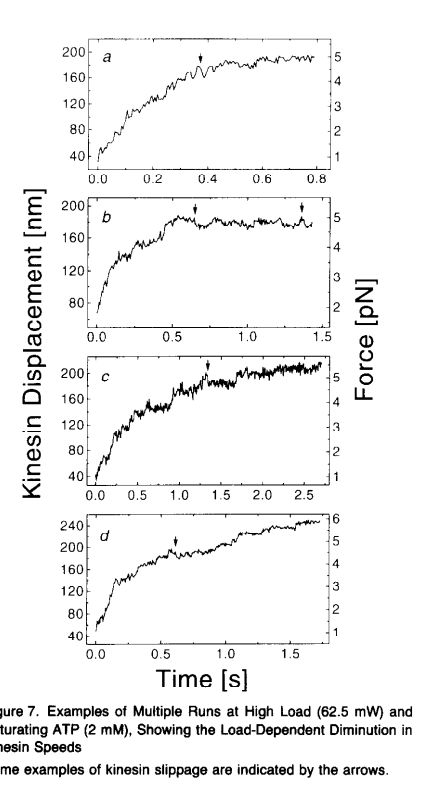 a
200
160
120
80
40
5
4
3
2
1
0.0 0.2 0.4 0.6 0.8
b
200
160
120
80
5
4
3
2
0.0 0.5 1.0 1.5
c
200
160
120
80
40
5
4
3
2
1
0.0 0.5 1.0 1.5 2.0 2.5
d
240
200
160
120
80
40
6
5
4
3
2
1
0.0 0.5 1.0 1.5
Kinesin Displacement [nm]
Force [pN]
Time [s]
gure 7. Examples of Multiple Runs at High Load (62.5 mW) and
turating ATP (2 mM), Showing the Load-Dependent Diminution in
nesin Speeds
me examples of kinesin slippage are indicated by the arrows.